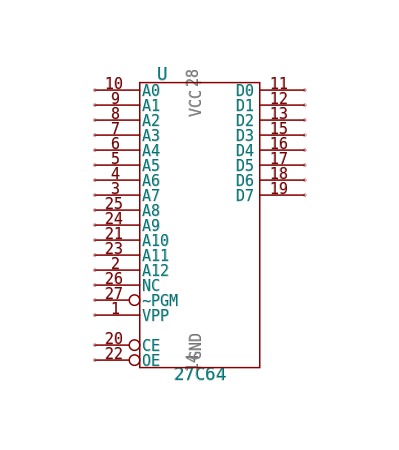 U
28
VCC
10 A0 D0 11
9 A1 D1 12
8 A2 D2 13
7 A3 D3 15
6 A4 D4 16
5 A5 D5 17
4 A6 D6 18
3 A7 D7 19
25 A8
24 A9
21 A10
23 A11
2 A12
26 NC
27 ~PGM
1 VPP
20 CE
22 OE
GND
14
27C64